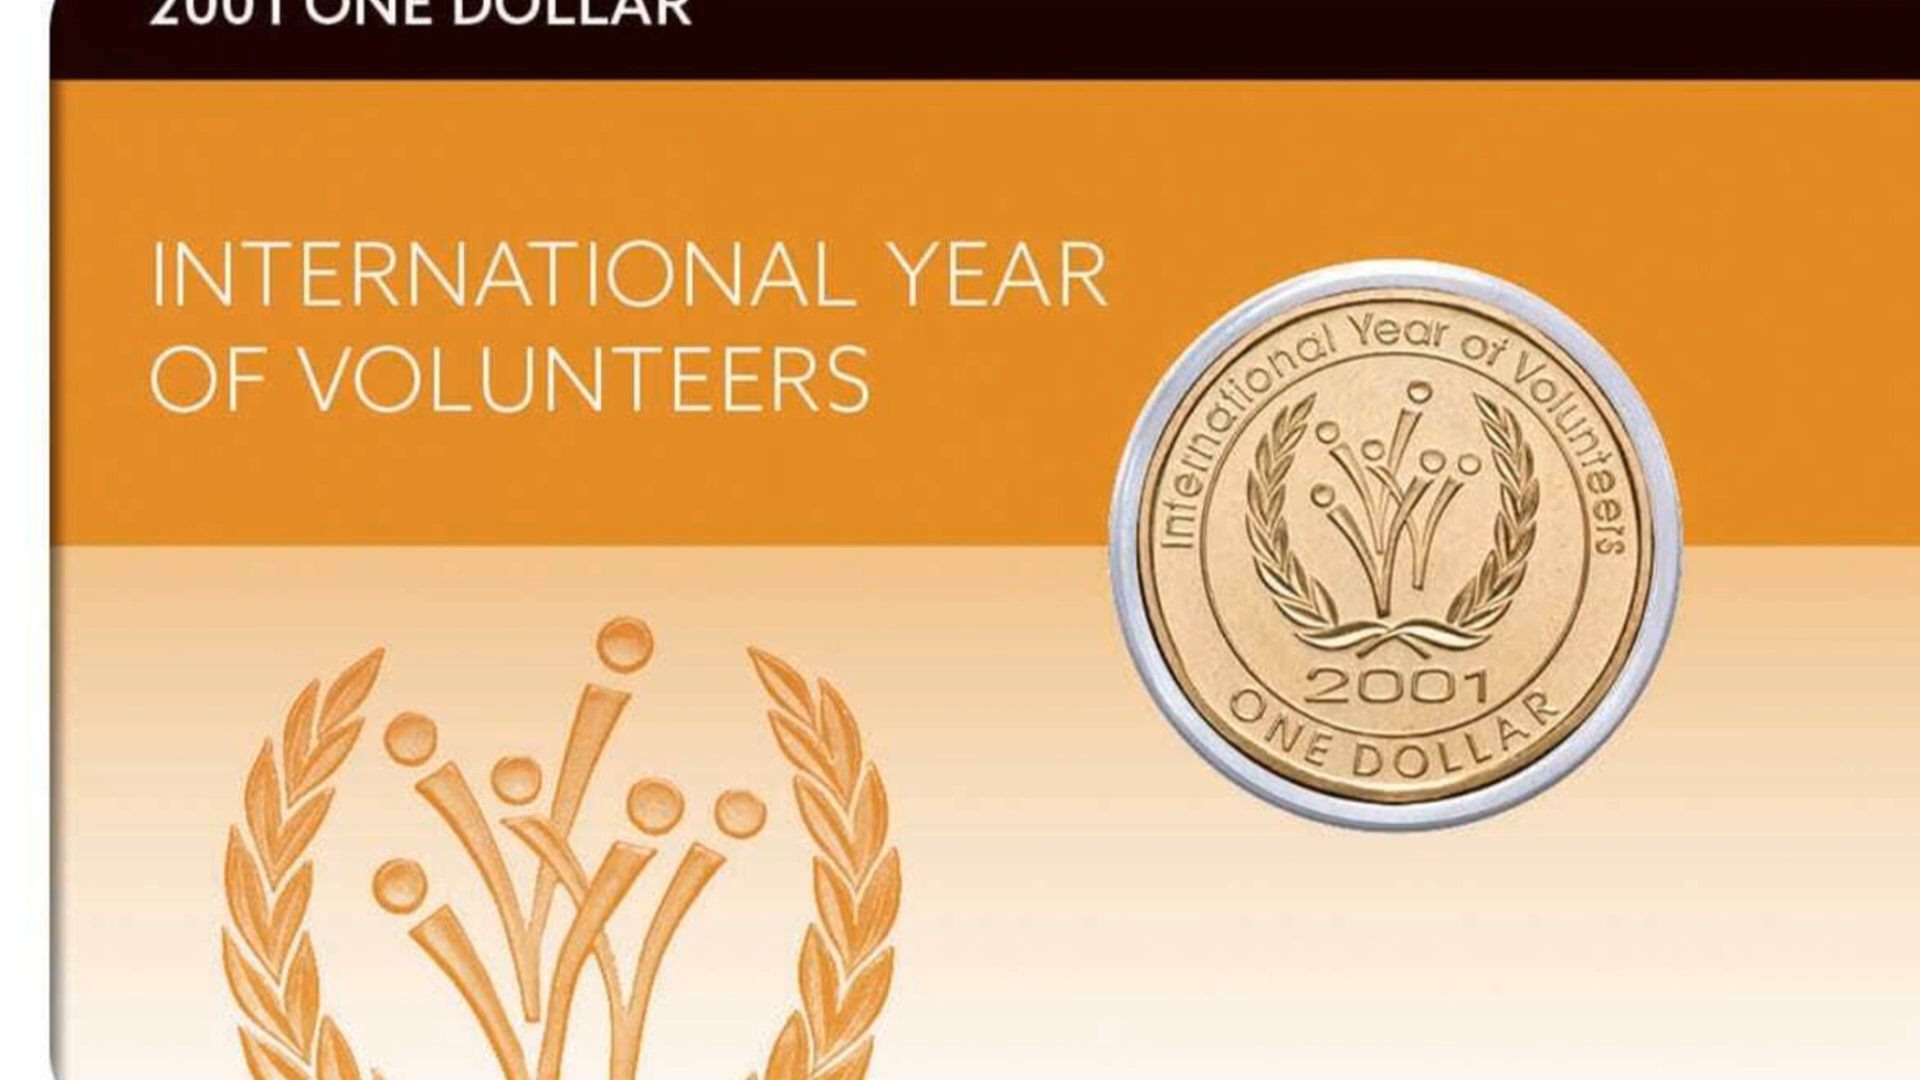 2001 ONE DOLLAR
INTERNATIONAL YEAR
OF VOLUNTEERS
International Year of Volunteers
2001
ONE DOLLAR